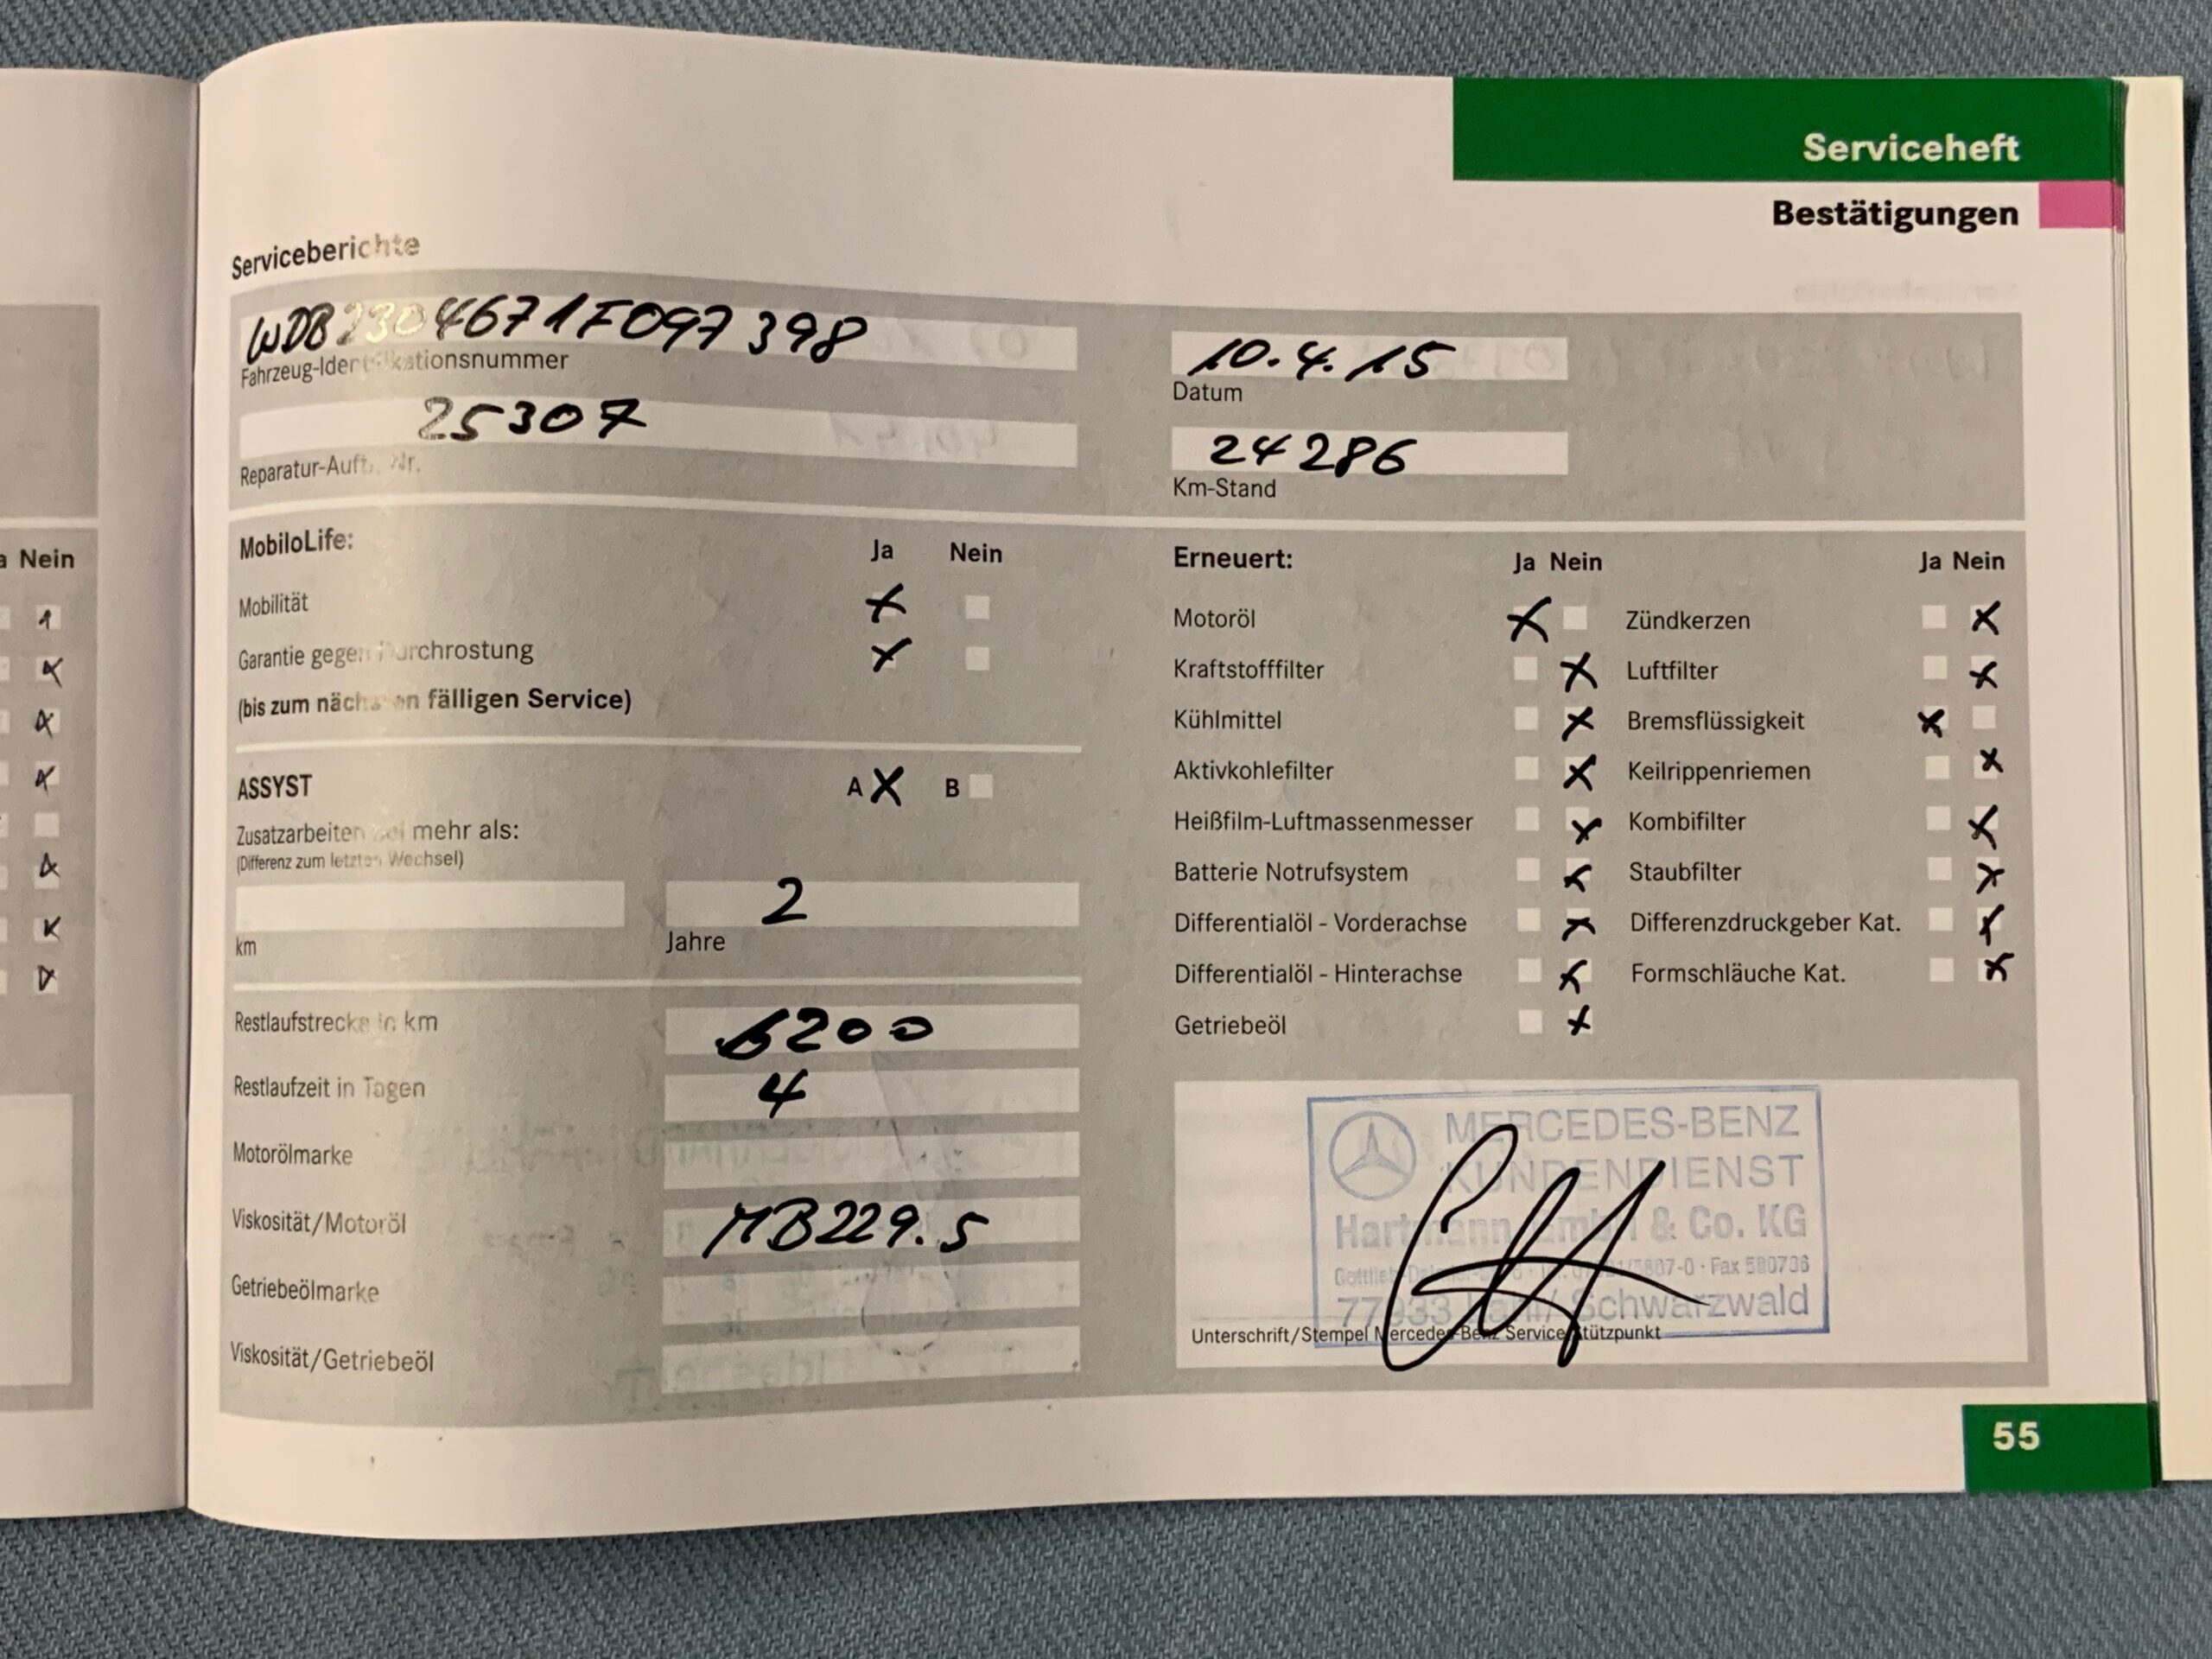 Serviceheft
Bestätigungen
Serviceberichte
WDB2304671F097398
Fahrzeug-Identifikationsnummer
10.4.15
Datum
25307
Reparatur-Auftr. Nr.
24286
Km-Stand
Nein
MobiloLife:
Ja Nein
Mobilität
Garantie gegen Durchrostung
(bis zum nächsten fälligen Service)
ASSYST
A B
Zusatzarbeiten bei mehr als:
(Differenz zum letzten Wechsel)
2
km
Jahre
Restlaufstrecke in km
6200
Restlaufzeit in Tagen
4
Motorölmarke
Viskosität/Motoröl
MB229.5
Getriebeölmarke
Viskosität/Getriebeöl
Erneuert:
Ja Nein
Ja Nein
Motoröl
Zündkerzen
Kraftstofffilter
Luftfilter
Kühlmittel
Bremsflüssigkeit
Aktivkohlefilter
Keilrippenriemen
Heißfilm-Luftmassenmesser
Kombifilter
Batterie Notrufsystem
Staubfilter
Differentialöl - Vorderachse
Differenzdruckgeber Kat.
Differentialöl - Hinterachse
Formschläuche Kat.
Getriebeöl
MERCEDES-BENZ
KUNDENDIENST
Hartmann GmbH & Co. KG
Fax 580736
77933 Lahr/Schwarzwald
Unterschrift/Stempel Mercedes-Benz Service Stützpunkt
55